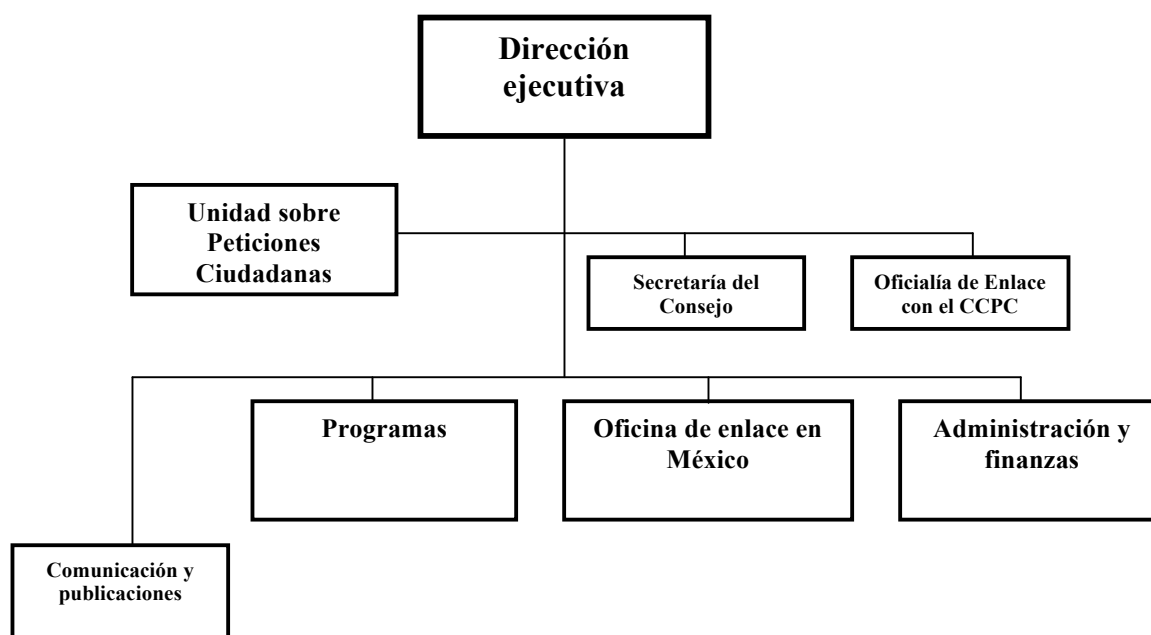 Dirección
ejecutiva
Unidad sobre
Peticiones
Ciudadanas
Secretaría del
Consejo
Oficialía de Enlace
con el CCPC
Programas
Oficina de enlace en
México
Administración y
finanzas
Comunicación y
publicaciones